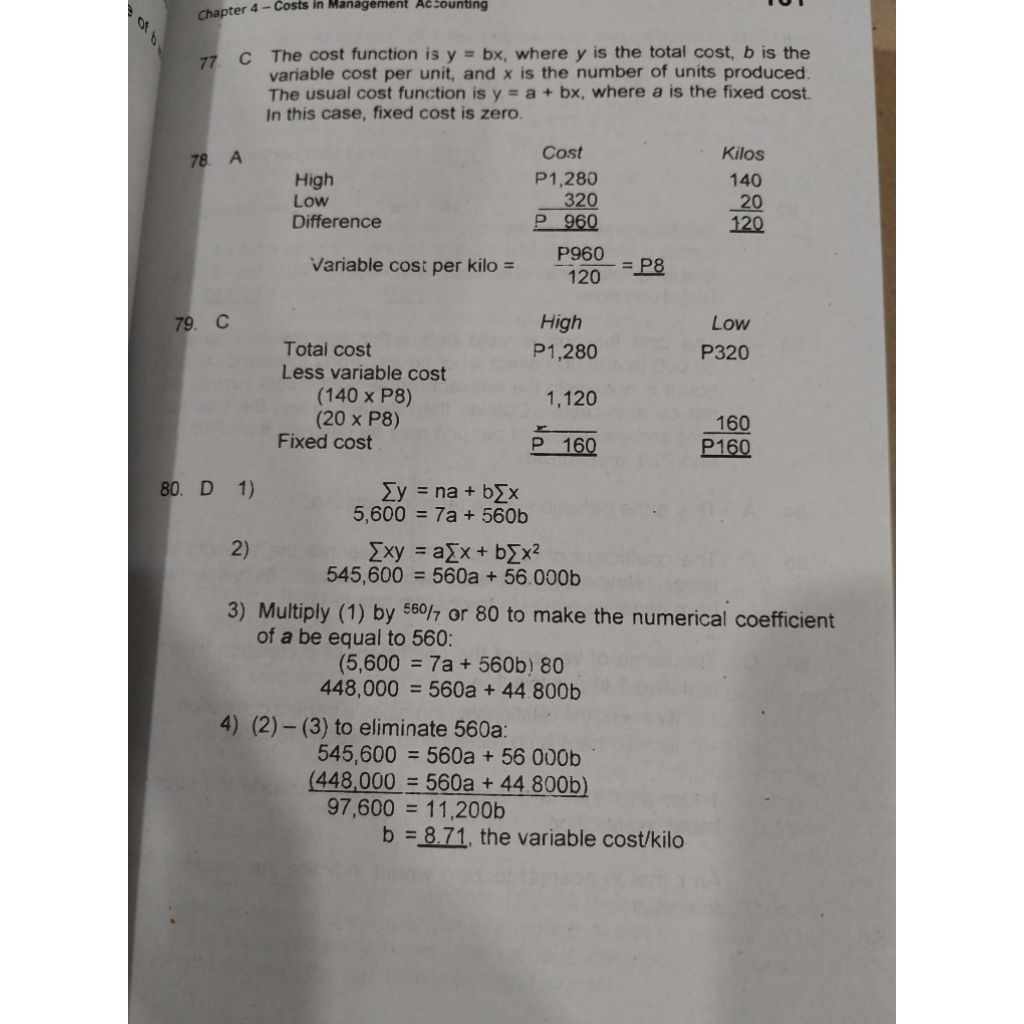 Chapter 4 – Costs in Management Accounting
77. C The cost function is y = bx, where y is the total cost, b is the
variable cost per unit, and x is the number of units produced.
The usual cost function is y = a + bx, where a is the fixed cost.
In this case, fixed cost is zero.
78. A Cost Kilos
High P1,280 140
Low 320 20
Difference P 960 120
Variable cost per kilo = P960 / 120 = P8
79. C High Low
Total cost P1,280 P320
Less variable cost
(140 x P8) 1,120
(20 x P8) 160
Fixed cost P 160 P160
80. D 1) ∑y = na + b∑x
5,600 = 7a + 560b
2) ∑xy = a∑x + b∑x²
545,600 = 560a + 56.000b
3) Multiply (1) by 560/7 or 80 to make the numerical coefficient
of a be equal to 560:
(5,600 = 7a + 560b) 80
448,000 = 560a + 44.800b
4) (2) – (3) to eliminate 560a:
545,600 = 560a + 56 000b
(448,000 = 560a + 44.800b)
97,600 = 11,200b
b = 8.71, the variable cost/kilo